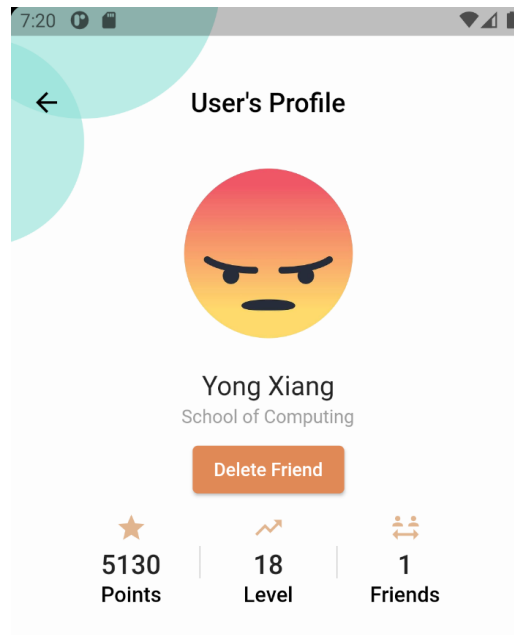 7:20
User's Profile
Yong Xiang
School of Computing
Delete Friend
5130 18 1
Points Level Friends